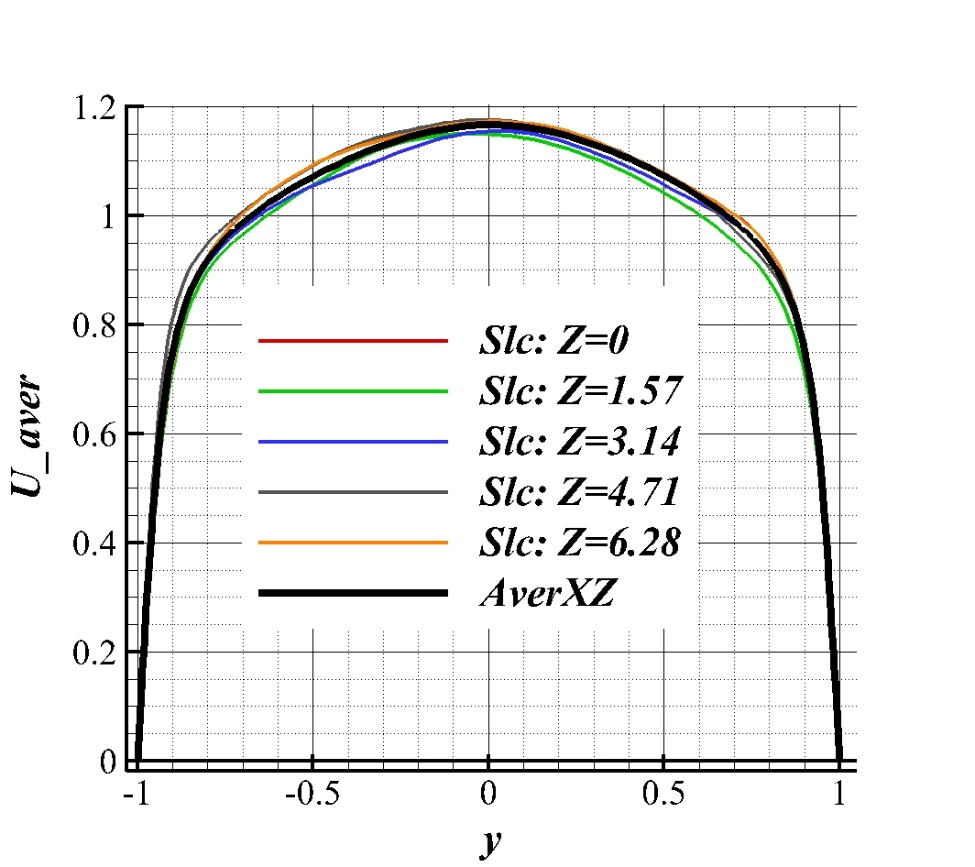 1.2
1
0.8
0.6
0.4
0.2
0
U_aver
Slc: Z=0
Slc: Z=1.57
Slc: Z=3.14
Slc: Z=4.71
Slc: Z=6.28
AverXZ
-1 -0.5 0 0.5 1
y